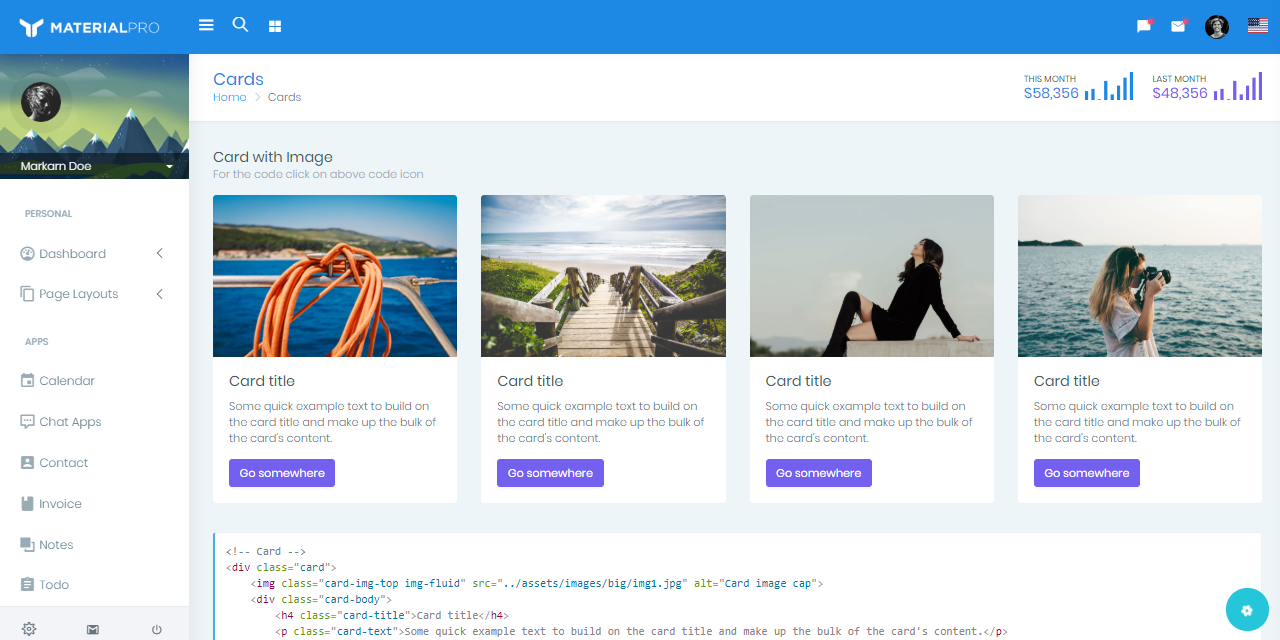 MATERIALPRO
Markarn Doe
PERSONAL
Dashboard
Page Layouts
APPS
Calendar
Chat Apps
Contact
Invoice
Notes
Todo
Cards
Home
Cards
THIS MONTH
$58,356
LAST MONTH
$48,356
Card with Image
For the code click on above code icon
Card title
Some quick example text to build on
the card title and make up the bulk of
the card's content.
Go somewhere
Card title
Some quick example text to build on
the card title and make up the bulk of
the card's content.
Go somewhere
Card title
Some quick example text to build on
the card title and make up the bulk of
the card's content.
Go somewhere
Card title
Some quick example text to build on
the card title and make up the bulk of
the card's content.
Go somewhere
<!-- Card -->
<div class="card">
    <img class="card-img-top img-fluid" src="../assets/images/big/img1.jpg" alt="Card image cap">
    <div class="card-body">
        <h4 class="card-title">Card title</h4>
        <p class="card-text">Some quick example text to build on the card title and make up the bulk of the card's content.</p>